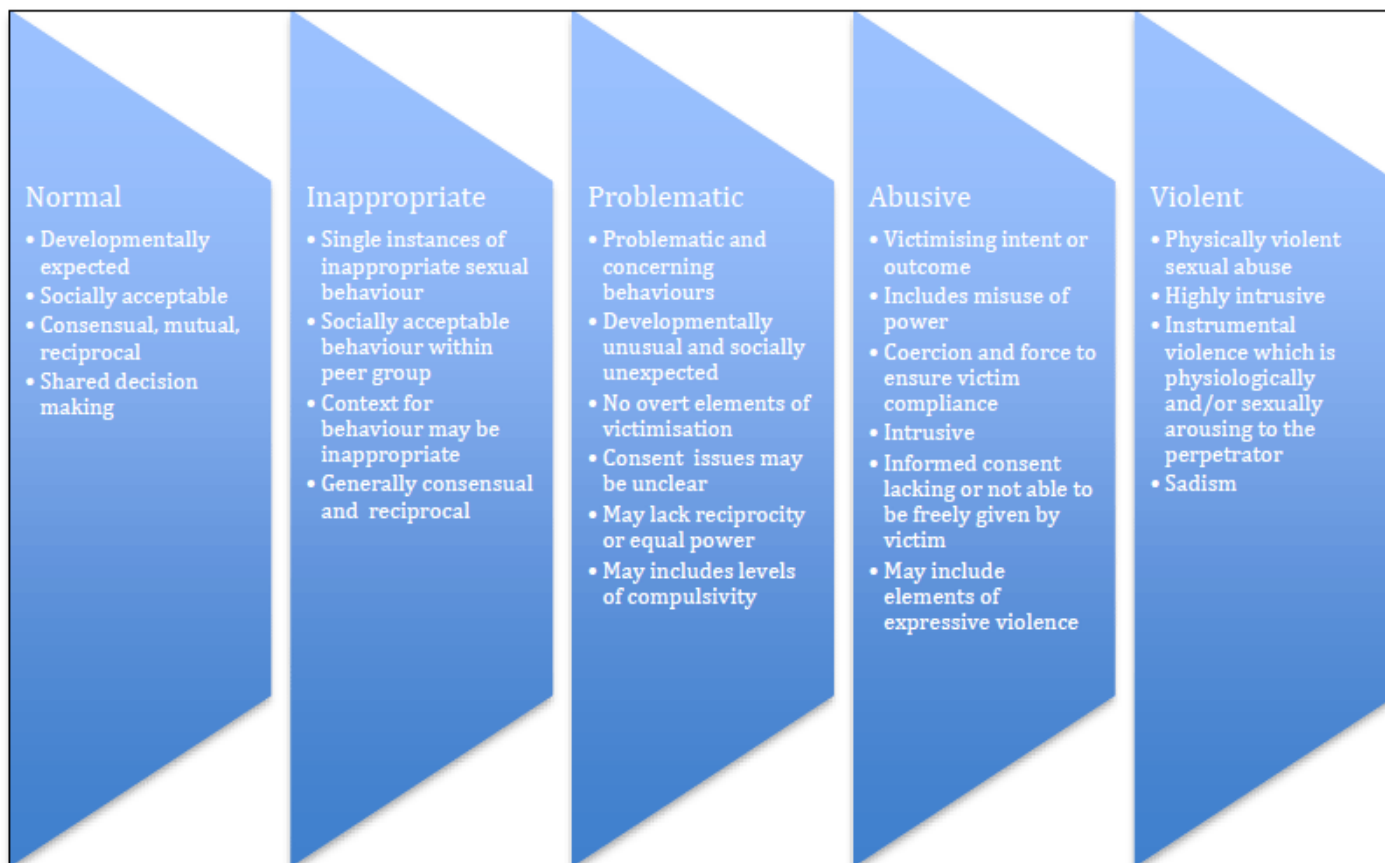 Normal
• Developmentally
expected
• Socially acceptable
• Consensual, mutual,
reciprocal
• Shared decision
making
Inappropriate
• Single instances of
inappropriate sexual
behaviour
• Socially acceptable
behaviour within
peer group
• Context for
behaviour may be
inappropriate
• Generally consensual
and reciprocal
Problematic
• Problematic and
concerning
behaviours
• Developmentally
unusual and socially
unexpected
• No overt elements of
victimisation
• Consent issues may
be unclear
• May lack reciprocity
or equal power
• May includes levels
of compulsivity
Abusive
• Victimising intent or
outcome
• Includes misuse of
power
• Coercion and force to
ensure victim
compliance
• Intrusive
• Informed consent
lacking or not able to
be freely given by
victim
• May include
elements of
expressive violence
Violent
• Physically violent
sexual abuse
• Highly intrusive
• Instrumental
violence which is
physiologically
and/or sexually
arousing to the
perpetrator
• Sadism